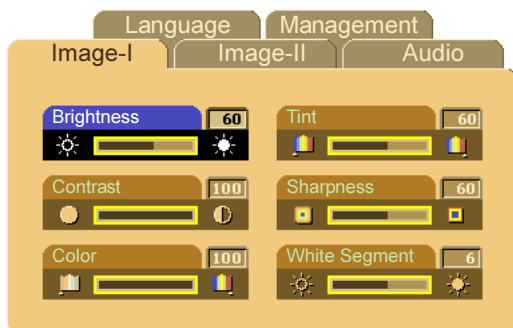 Language Management
Image-I Image-II Audio
Brightness 60 Tint 60
Contrast 100 Sharpness 60
Color 100 White Segment 6